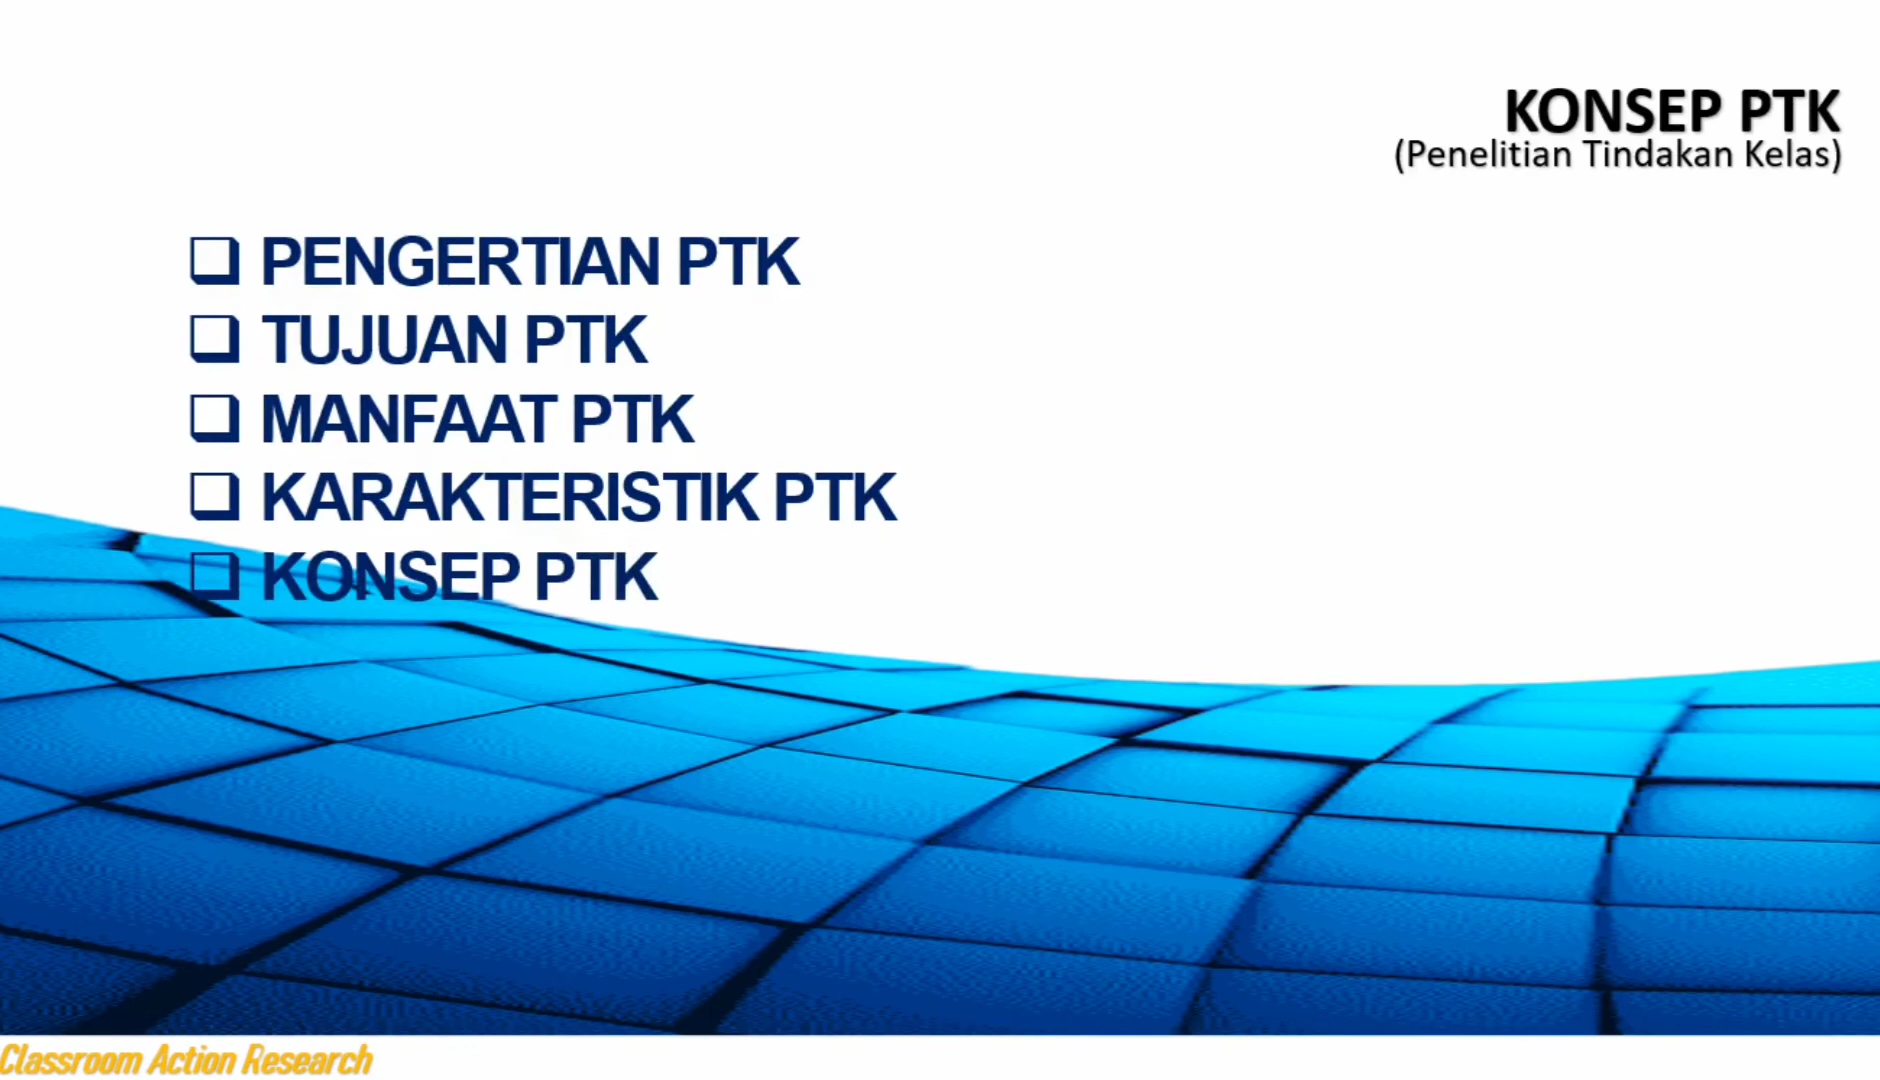 KONSEP PTK
(Penelitian Tindakan Kelas)
❑ PENGERTIAN PTK
❑ TUJUAN PTK
❑ MANFAAT PTK
❑ KARAKTERISTIK PTK
❑ KONSEP PTK
Classroom Action Research